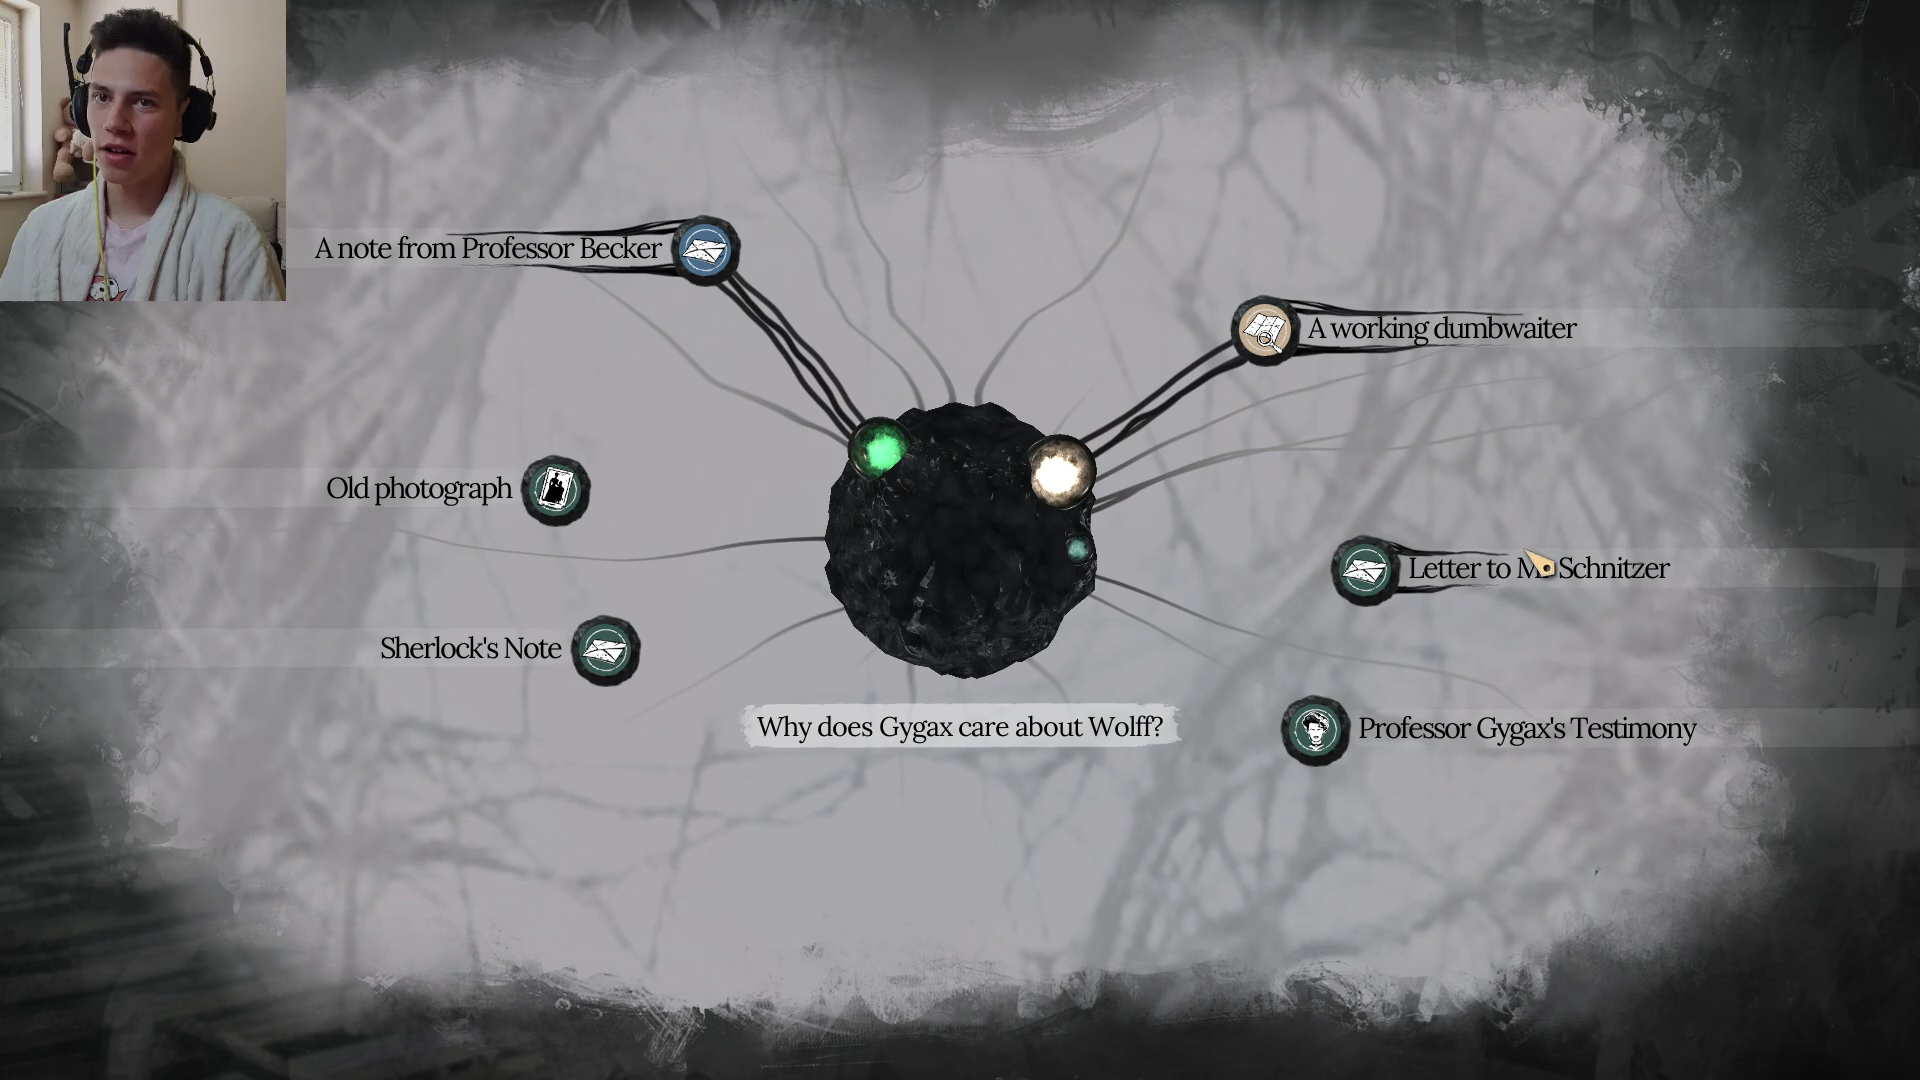 A note from Professor Becker
A working dumbwaiter
Old photograph
Letter to Schnitzer
Sherlock's Note
Why does Gygax care about Wolff?
Professor Gygax's Testimony